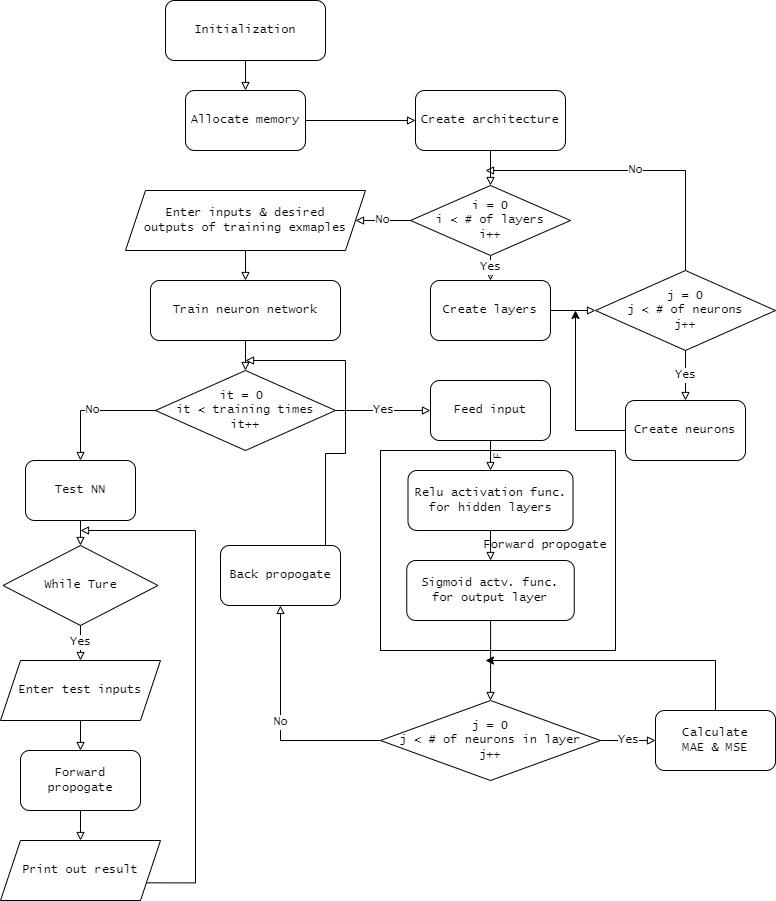 Initialization
Allocate memory
Create architecture
No
i = 0
i < # of layers
i++
No
Enter inputs & desired
outputs of training exmaples
Yes
Create layers
j = 0
j < # of neurons
j++
Yes
Create neurons
Train neuron network
it = 0
it < training times
it++
Yes
No
Feed input
F
Relu activation func.
for hidden layers
Forward propogate
Sigmoid actv. func.
for output layer
j = 0
j < # of neurons in layer
j++
Yes
Calculate
MAE & MSE
No
Back propogate
Test NN
While Ture
Yes
Enter test inputs
Forward
propogate
Print out result